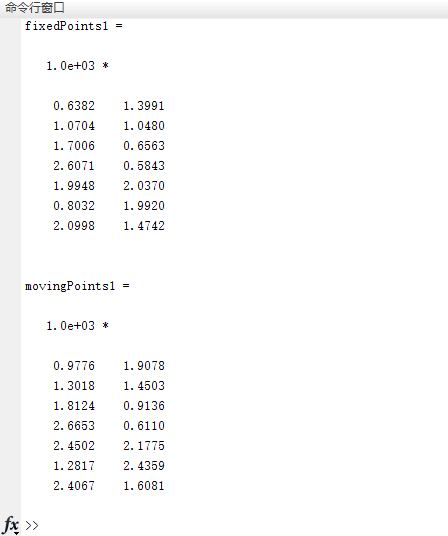 命令行窗口
fixedPoints1 =
1.0e+03 *
0.6382 1.3991
1.0704 1.0480
1.7006 0.6563
2.6071 0.5843
1.9948 2.0370
0.8032 1.9920
2.0998 1.4742
movingPoints1 =
1.0e+03 *
0.9776 1.9078
1.3018 1.4503
1.8124 0.9136
2.6653 0.6110
2.4502 2.1775
1.2817 2.4359
2.4067 1.6081
fx >>